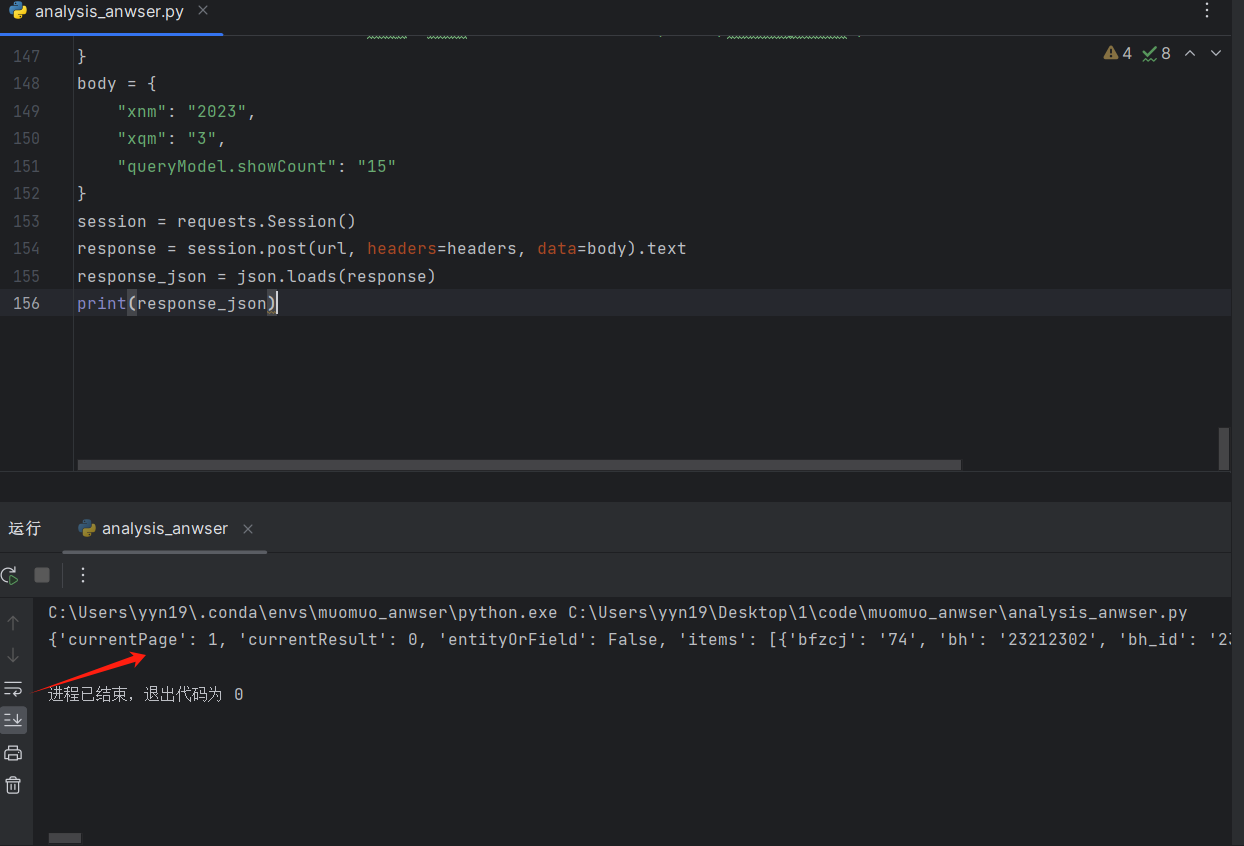 analysis_anwser.py
4 8
147 }
148 body = {
149 "xnm": "2023",
150 "xqm": "3",
151 "queryModel.showCount": "15"
152 }
153 session = requests.Session()
154 response = session.post(url, headers=headers, data=body).text
155 response_json = json.loads(response)
156 print(response_json)
运行 analysis_anwser
C:\Users\yyn19\.conda\envs\muomuo_anwser\python.exe C:\Users\yyn19\Desktop\1\code\muomuo_anwser\analysis_anwser.py
{'currentPage': 1, 'currentResult': 0, 'entityOrField': False, 'items': [{'bfzcj': '74', 'bh': '23212302', 'bh_id': '2
进程已结束，退出代码为 0